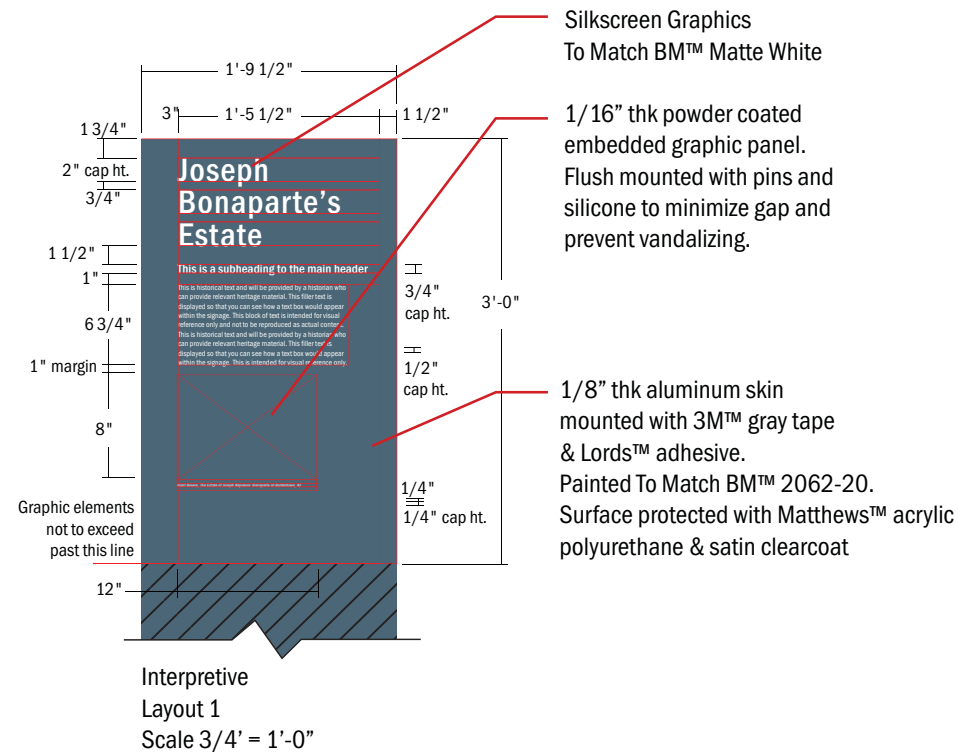 Silkscreen Graphics
To Match BM™ Matte White
1'-9 1/2"
3"
1'-5 1/2"
1 1/2"
1/16” thk powder coated
embedded graphic panel.
Flush mounted with pins and
silicone to minimize gap and
prevent vandalizing.
1 3/4"
2" cap ht.
3/4"
1 1/2"
1"
6 3/4"
1" margin
8"
Graphic elements
not to exceed
past this line
12"
Joseph
Bonaparte’s
Estate
This is a subheading to the main header
This is historical text and will be provided by a historian who
can provide relevant heritage material. This filler text is
displayed so that you can see how a text box would appear
within the signage. This block of text is intended for visual
reference only and not to be reproduced as actual content.
This is historical text and will be provided by a historian who
can provide relevant heritage material. This filler text is
displayed so that you can see how a text box would appear
within the signage. This is intended for visual reference only.
3/4"
cap ht.
1/2"
cap ht.
1/4"
1/4" cap ht.
3'-0"
1/8” thk aluminum skin
mounted with 3M™ gray tape
& Lords™ adhesive.
Painted To Match BM™ 2062-20.
Surface protected with Matthews™ acrylic
polyurethane & satin clearcoat
Interpretive
Layout 1
Scale 3/4’ = 1’-0”